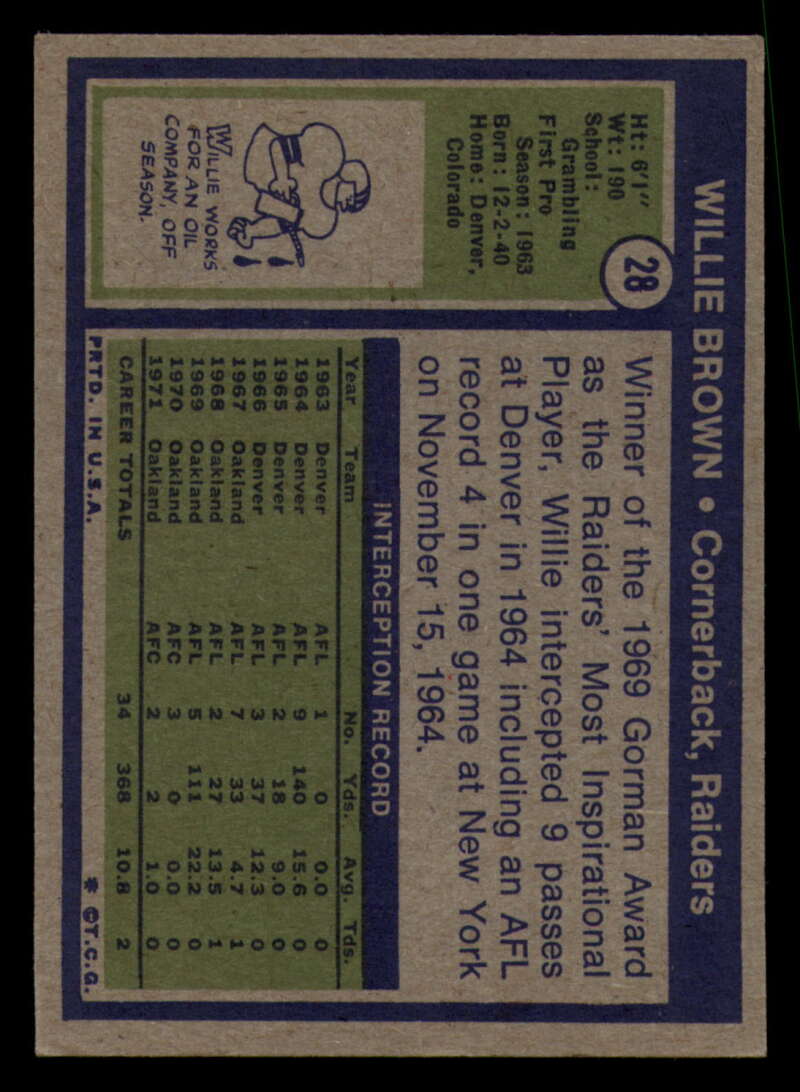 WILLIE BROWN • Cornerback, Raiders
28
Ht: 6'1"
Wt: 190
School:
Grambling
First Pro
Season: 1963
Born: 12-2-40
Home: Denver,
Colorado
WILLIE WORKS
FOR AN OIL
COMPANY, OFF
SEASON.
Winner of the 1969 Gorman Award
as the Raiders' Most Inspirational
Player, Willie intercepted 9 passes
at Denver in 1964 including an AFL
record 4 in one game at New York
on November 15, 1964.
INTERCEPTION RECORD
Year Team No. Yds. Avg. Tds.
1963 Denver AFL 1 0 0.0 0
1964 Denver AFL 9 140 15.6 0
1965 Denver AFL 2 18 9.0 0
1966 Denver AFL 3 37 12.3 0
1967 Oakland AFL 7 33 4.7 1
1968 Oakland AFL 2 27 13.5 1
1969 Oakland AFL 5 111 22.2 0
1970 Oakland AFC 3 0 0.0 0
1971 Oakland AFC 2 2 1.0 0
CAREER TOTALS 34 368 10.8 2
PRTD. IN U.S.A. * ©T.C.G.